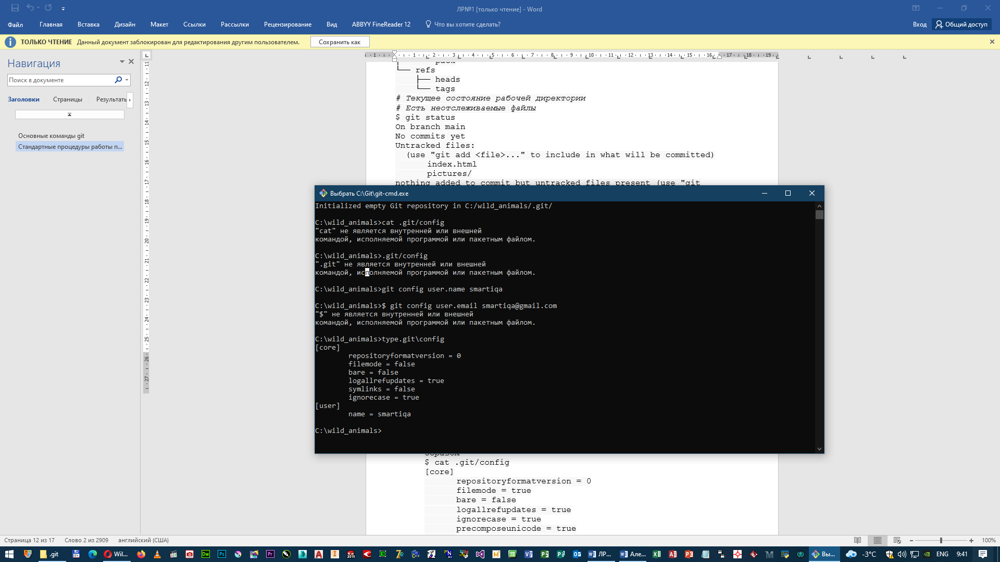 ЛР№1 [только чтение] - Word
Файл Главная Вставка Дизайн Макет Ссылки Рассылки Рецензирование Вид ABBYY FineReader 12 Что вы хотите сделать? Вход Общий доступ
ТОЛЬКО ЧТЕНИЕ Данный документ заблокирован для редактирования другим пользователем. Сохранить как
Навигация
Поиск в документе
Заголовки Страницы Результаты
Основные команды git
Стандартные процедуры работы п...
└── refs
├── heads
└── tags
# Текущее состояние рабочей директории
# Есть неотслеживаемые файлы
$ git status
On branch main
No commits yet
Untracked files:
(use "git add <file>..." to include in what will be committed)
index.html
pictures/
nothing added to commit but untracked files present (use "git
Выбрать C:\Git\git-cmd.exe
Initialized empty Git repository in C:/wild_animals/.git/
C:\wild_animals>cat .git/config
"cat" не является внутренней или внешней
командой, исполняемой программой или пакетным файлом.
C:\wild_animals>.git/config
".git" не является внутренней или внешней
командой, исполняемой программой или пакетным файлом.
C:\wild_animals>git config user.name smartiqa
C:\wild_animals>$ git config user.email smartiqa@gmail.com
"$" не является внутренней или внешней
командой, исполняемой программой или пакетным файлом.
C:\wild_animals>type.git\config
[core]
repositoryformatversion = 0
filemode = false
bare = false
logallrefupdates = true
symlinks = false
ignorecase = true
[user]
name = smartiqa
C:\wild_animals>
$ cat .git/config
[core]
repositoryformatversion = 0
filemode = true
bare = false
logallrefupdates = true
ignorecase = true
precomposeunicode = true
Страница 12 из 17 Слово 2 из 2909 английский (США) 100%
.git Wil... ЛР... Але... Вы... -3°C ENG 9:41